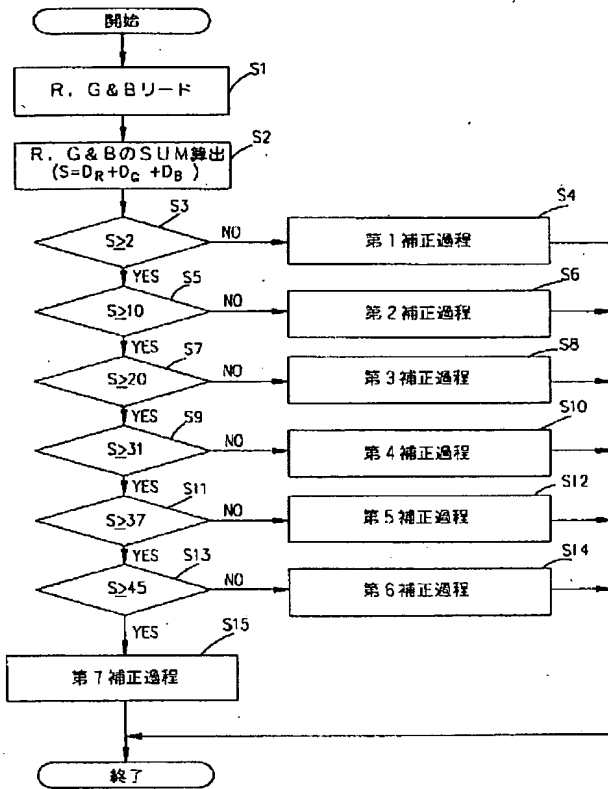 開始
S1
R,G&Bリード
S2
R,G&BのSUM算出
(S=DR+DG+DB)
S3
S≥2
NO
S4
第1補正過程
YES
S5
S≥10
NO
S6
第2補正過程
YES
S7
S≥20
NO
S8
第3補正過程
YES
S9
S≥31
NO
S10
第4補正過程
YES
S11
S≥37
NO
S12
第5補正過程
YES
S13
S≥45
NO
S14
第6補正過程
YES
S15
第7補正過程
終了